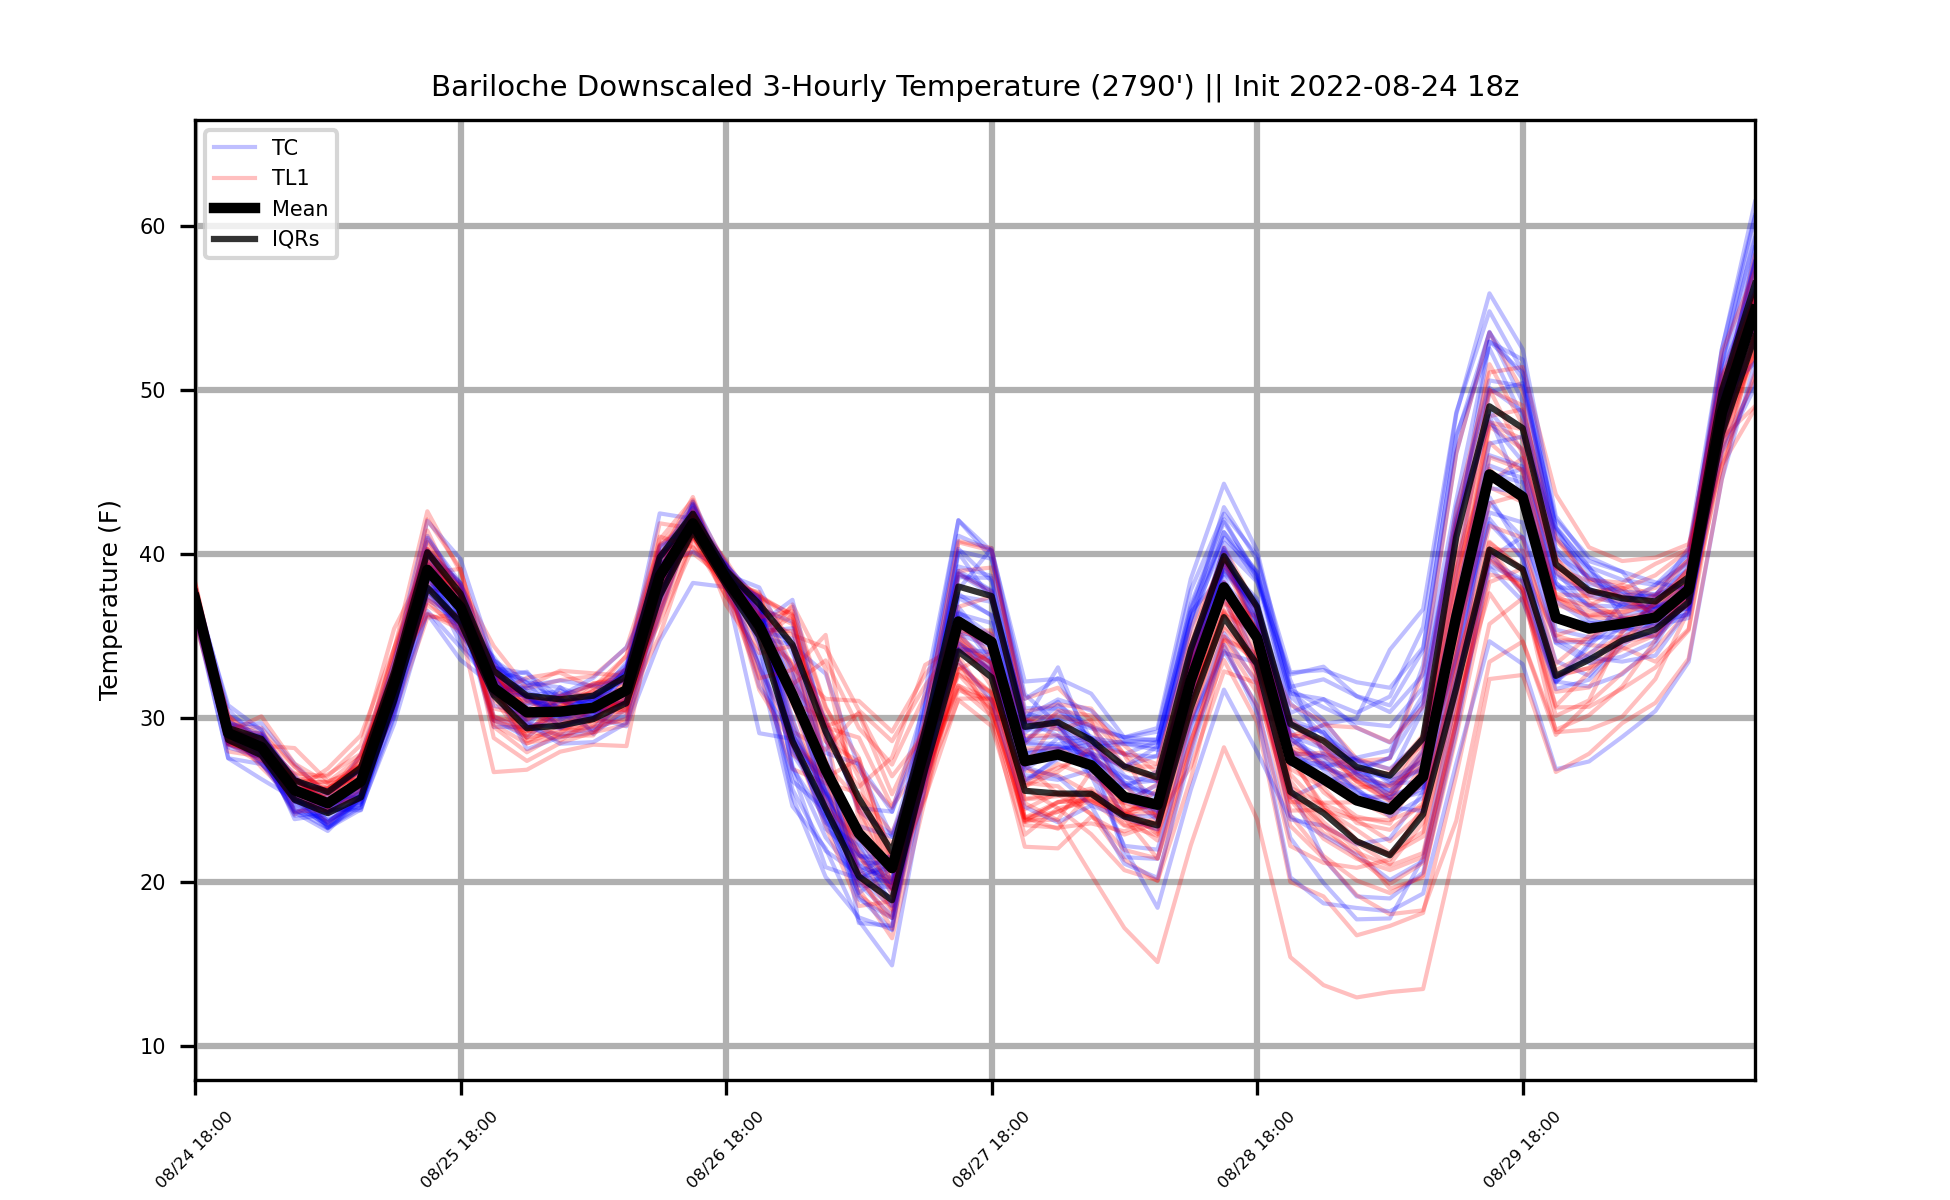 Bariloche Downscaled 3-Hourly Temperature (2790') || Init 2022-08-24 18z
TC
TL1
Mean
IQRs
Temperature (F)
60
50
40
30
20
10
08/24 18:00
08/25 18:00
08/26 18:00
08/27 18:00
08/28 18:00
08/29 18:00